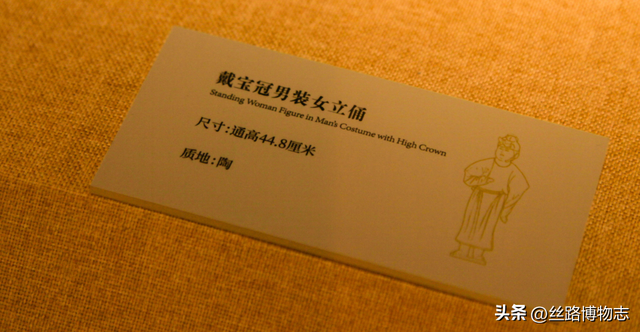 戴宝冠男装女立俑
Standing Woman Figure in Man's Costume with High Crown
尺寸:通高44.8厘米
质地:陶
头条 @丝路博物志